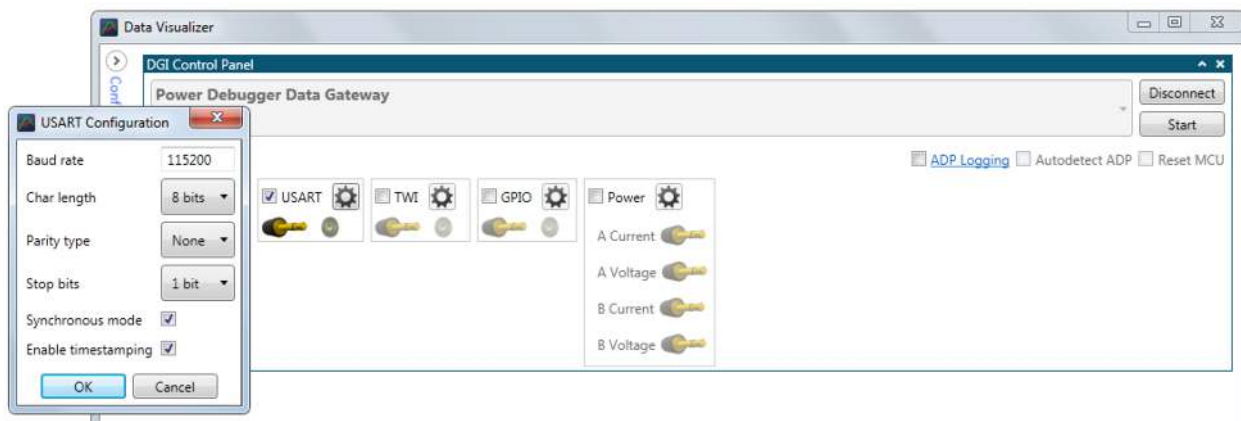 Data Visualizer
DGI Control Panel
Conf
Power Debugger Data Gateway
Disconnect
Start
ADP Logging Autodetect ADP Reset MCU
USART TWI GPIO Power
A Current
A Voltage
B Current
B Voltage
USART Configuration
Baud rate 115200
Char length 8 bits
Parity type None
Stop bits 1 bit
Synchronous mode
Enable timestamping
OK Cancel